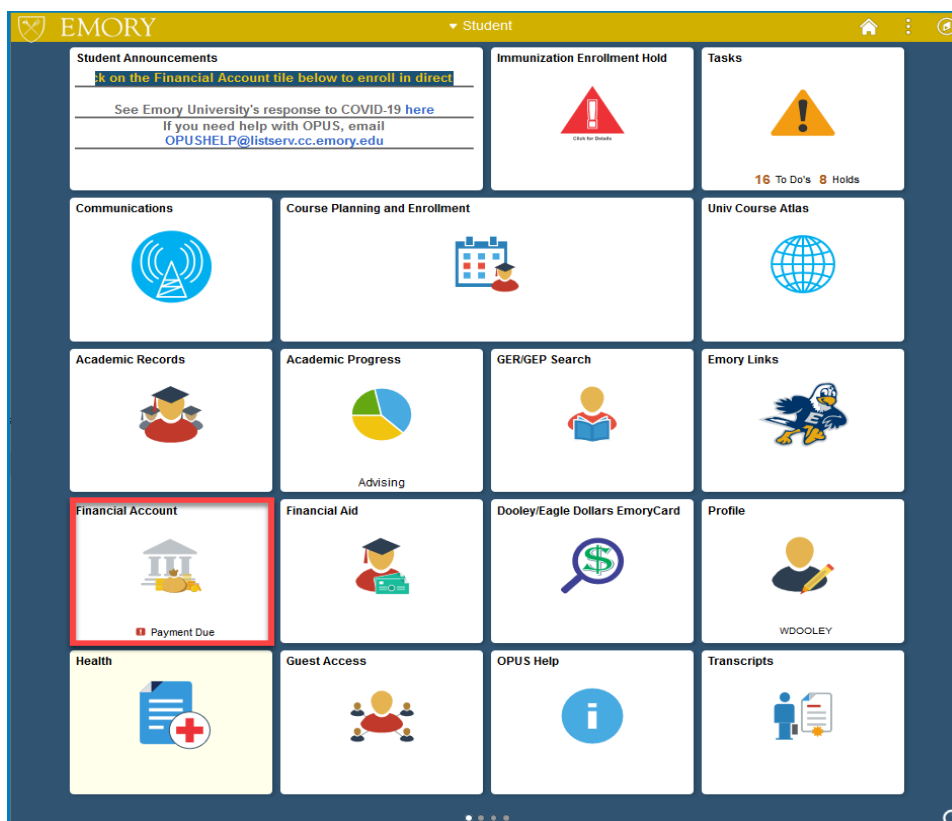 EMORY
Student
Student Announcements
k on the Financial Account tile below to enroll in direct
See Emory University's response to COVID-19 here
If you need help with OPUS, email
OPUSHELP@listserv.cc.emory.edu
Immunization Enrollment Hold
Click for Details
Tasks
16 To Do's 8 Holds
Communications
Course Planning and Enrollment
Univ Course Atlas
Academic Records
Academic Progress
Advising
GER/GEP Search
Emory Links
E
Financial Account
Payment Due
Financial Aid
Dooley/Eagle Dollars EmoryCard
$
Profile
WDOOLEY
Health
Guest Access
OPUS Help
i
Transcripts